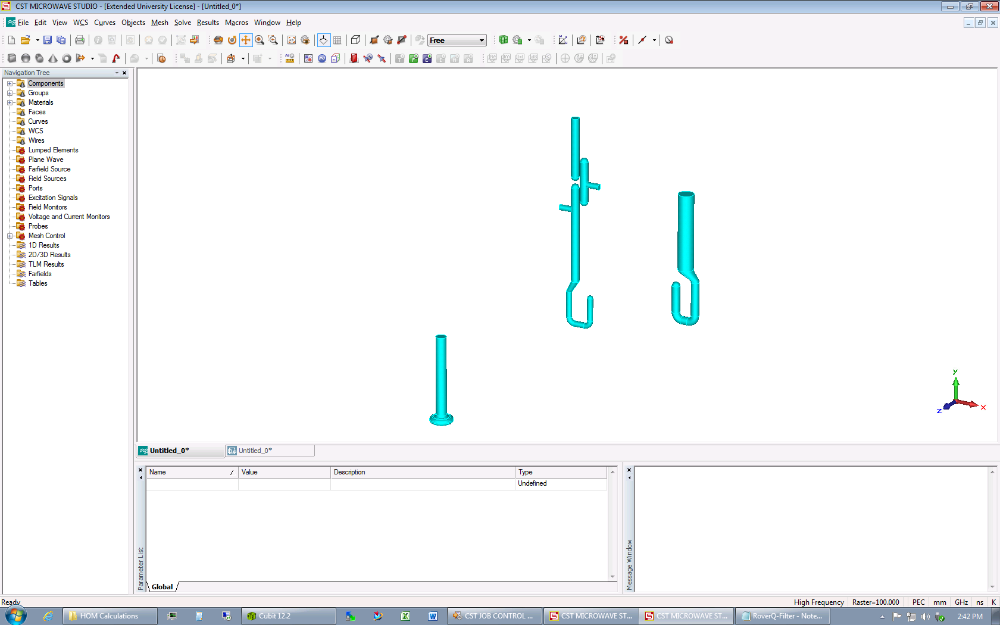 CST MICROWAVE STUDIO - [Extended University License] - [Untitled_0*]
File Edit View WCS Curves Objects Mesh Solve Results Macros Window Help
Free
Navigation Tree
Components
Groups
Materials
Faces
Curves
WCS
Wires
Lumped Elements
Plane Wave
Farfield Source
Field Sources
Ports
Excitation Signals
Field Monitors
Voltage and Current Monitors
Probes
Mesh Control
1D Results
2D/3D Results
TLM Results
Farfields
Tables
y
x
z
Untitled_0* Untitled_0*
Name / Value Description Type
Undefined
Parameter List
Global
Message Window
Ready High Frequency Raster=100.000 PEC mm GHz ns K
HOM Calculations Cubit 12.2 CST JOB CONTROL ... CST MICROWAVE ST... CST MICROWAVE ST... RoverQ-Filter - Note... 2:42 PM